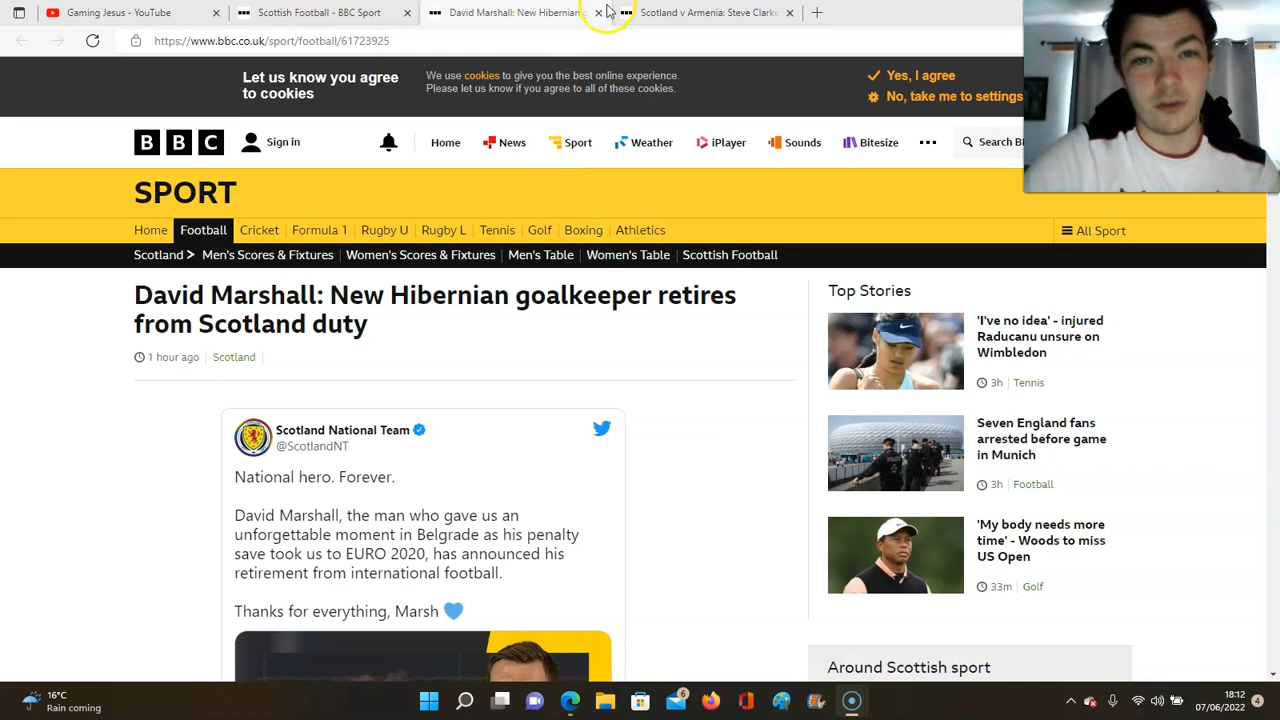 Gaming Jesus - YouTube
Scottish Football - BBC Sport
David Marshall: New Hibernian
Scotland v Armenia: Steve Clarke
https://www.bbc.co.uk/sport/football/61723925
Let us know you agree to cookies
We use cookies to give you the best online experience.
Please let us know if you agree to all of these cookies.
Yes, I agree
No, take me to settings
BBC
Sign in
Home
News
Sport
Weather
iPlayer
Sounds
Bitesize
Search
SPORT
Home
Football
Cricket
Formula 1
Rugby U
Rugby L
Tennis
Golf
Boxing
Athletics
All Sport
Scotland
Men's Scores & Fixtures
Women's Scores & Fixtures
Men's Table
Women's Table
Scottish Football
David Marshall: New Hibernian goalkeeper retires
from Scotland duty
1 hour ago
Scotland
Scotland National Team
@ScotlandNT
National hero. Forever.
David Marshall, the man who gave us an
unforgettable moment in Belgrade as his penalty
save took us to EURO 2020, has announced his
retirement from international football.
Thanks for everything, Marsh 💙
Top Stories
'I've no idea' - injured
Raducanu unsure on
Wimbledon
3h
Tennis
Seven England fans
arrested before game
in Munich
3h
Football
'My body needs more
time' - Woods to miss
US Open
33m
Golf
Around Scottish sport
16°C
Rain coming
6
18:12
07/06/2022
4